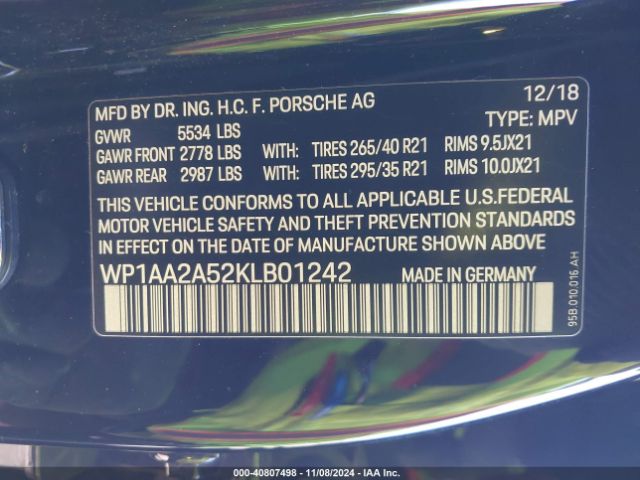 MFD BY DR. ING. H.C. F. PORSCHE AG 12/18
GVWR 5534 LBS TYPE: MPV
GAWR FRONT 2778 LBS WITH: TIRES 265/40 R21 RIMS 9.5JX21
GAWR REAR 2987 LBS WITH: TIRES 295/35 R21 RIMS 10.0JX21
THIS VEHICLE CONFORMS TO ALL APPLICABLE U.S.FEDERAL
MOTOR VEHICLE SAFETY AND THEFT PREVENTION STANDARDS
IN EFFECT ON THE DATE OF MANUFACTURE SHOWN ABOVE
WP1AA2A52KLB01242 MADE IN GERMANY
95B.010.016.AH
000-40807498 - 11/08/2024 - IAA Inc.